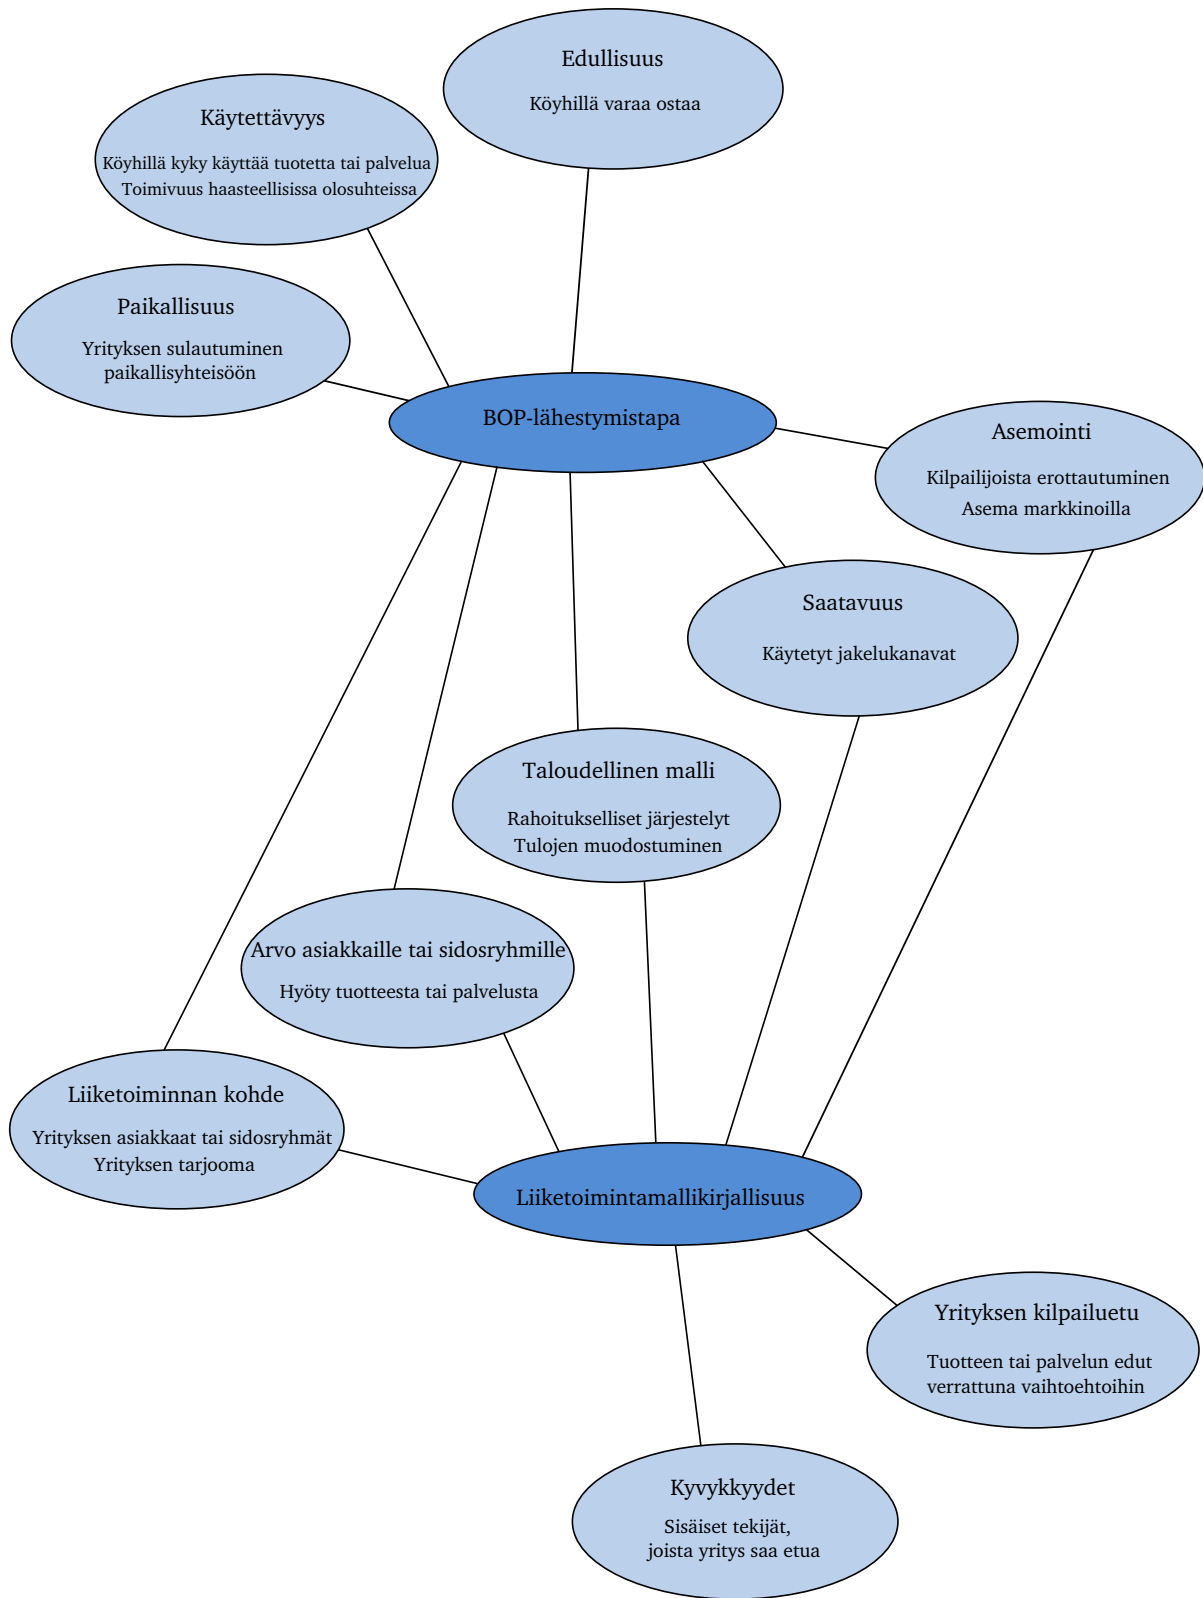 Edullisuus
Köyhillä varaa ostaa
Käytettävyys
Köyhillä kyky käyttää tuotetta tai palvelua
Toimivuus haasteellisissa olosuhteissa
Paikallisuus
Yrityksen sulautuminen
paikallisyhteisöön
BOP-lähestymistapa
Asemointi
Kilpailijoista erottautuminen
Asema markkinoilla
Saatavuus
Käytetyt jakelukanavat
Taloudellinen malli
Rahoitukselliset järjestelyt
Tulojen muodostuminen
Arvo asiakkaille tai sidosryhmille
Hyöty tuotteesta tai palvelusta
Liiketoiminnan kohde
Yrityksen asiakkaat tai sidosryhmät
Yrityksen tarjooma
Liiketoimintamallikirjallisuus
Yrityksen kilpailuetu
Tuotteen tai palvelun edut
verrattuna vaihtoehtoihin
Kyvykkyydet
Sisäiset tekijät,
joista yritys saa etua